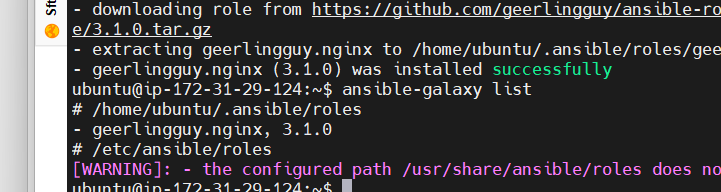 - downloading role from https://github.com/geerlingguy/ansible-ro
e/3.1.0.tar.gz
- extracting geerlingguy.nginx to /home/ubuntu/.ansible/roles/gee
- geerlingguy.nginx (3.1.0) was installed successfully
ubuntu@ip-172-31-29-124:~$ ansible-galaxy list
# /home/ubuntu/.ansible/roles
- geerlingguy.nginx, 3.1.0
# /etc/ansible/roles
[WARNING]: - the configured path /usr/share/ansible/roles does no
ubuntu@ip-172-31-29-124:~$